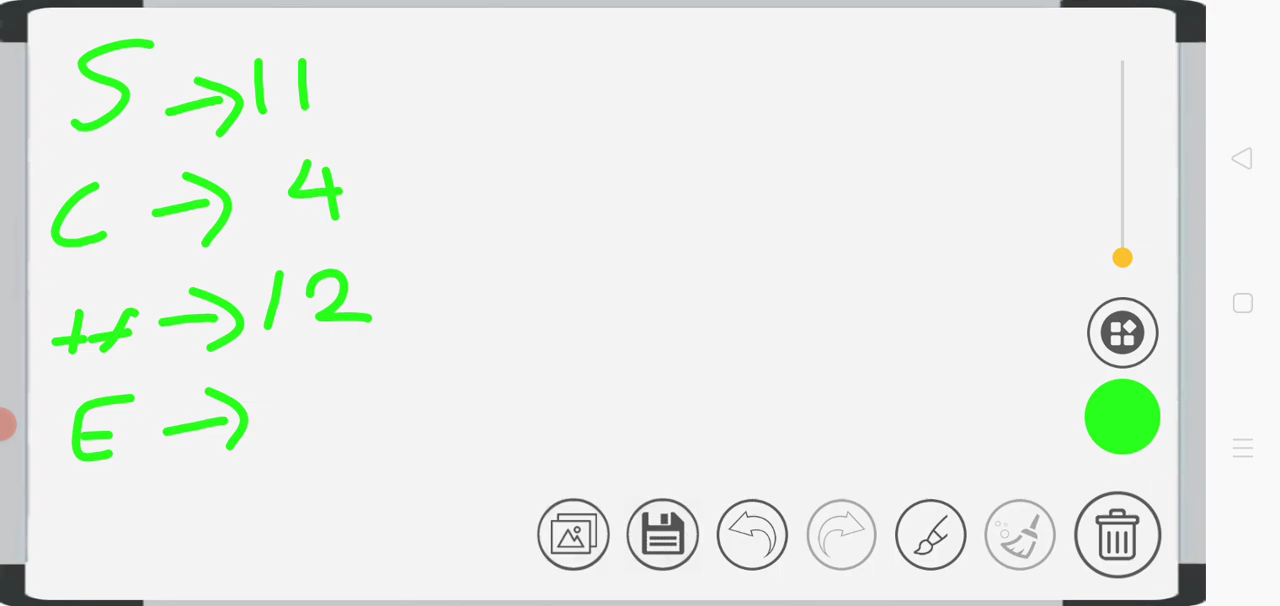 S → 11
C → 4
H → 12
E →